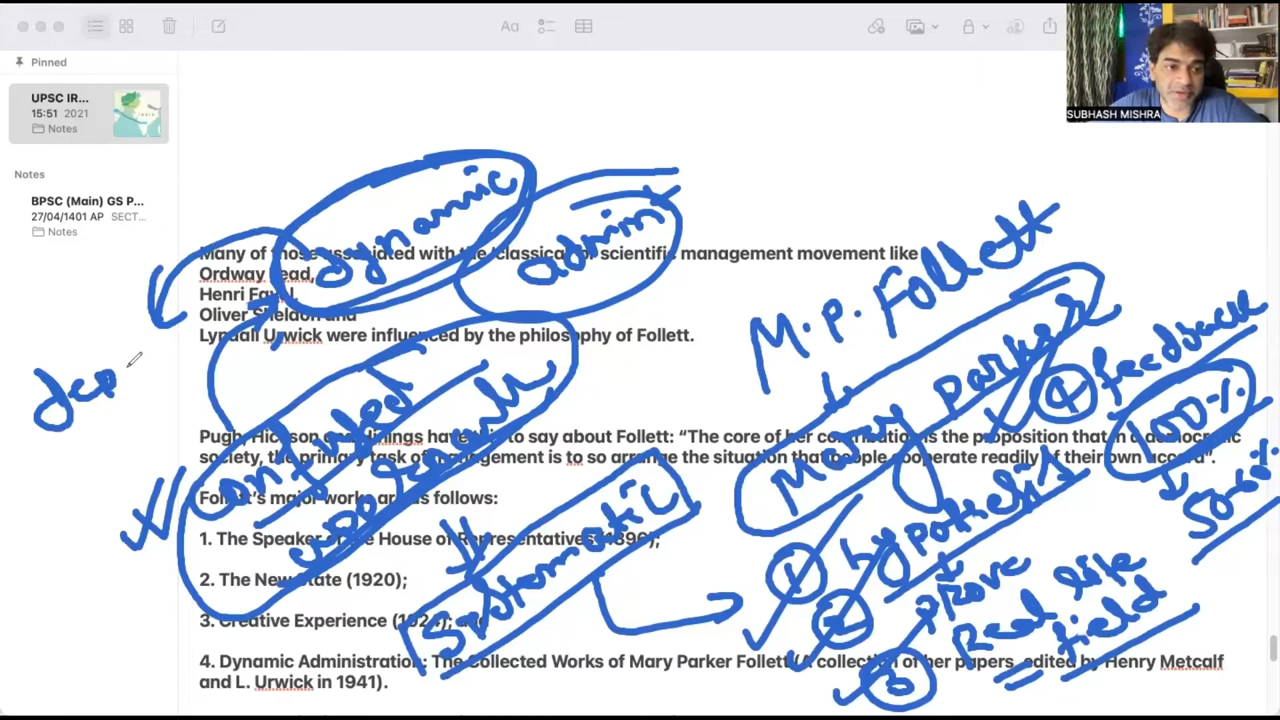 Pinned
UPSC IR...
15:51 2021
Notes
Notes
BPSC (Main) GS P...
27/04/1401 AP SECT...
Notes
Aa
SUBHASH MISHRA
Many of those associated with the 'classical' or scientific management movement like
Ordway Tead,
Henri Fayol,
Oliver Sheldon and
Lyndall Urwick were influenced by the philosophy of Follett.
Pugh, Hickson and Hinings have this to say about Follett: “The core of her contribution is the proposition that in a democratic
society, the primary task of management is to so arrange the situation that people cooperate readily of their own accord”.
Follett's major works are as follows:
1. The Speaker of the House of Representatives (1896);
2. The New State (1920);
3. Creative Experience (1924); and
4. Dynamic Administration: The Collected Works of Mary Parker Follett (A collection of her papers, edited by Henry Metcalf
and L. Urwick in 1941).
dynamic
admin
M.P. Follett
Mary parker
4 feedback
100%
50-60%
Systematic
1 hypothesis
2 prove
3 Real life
field